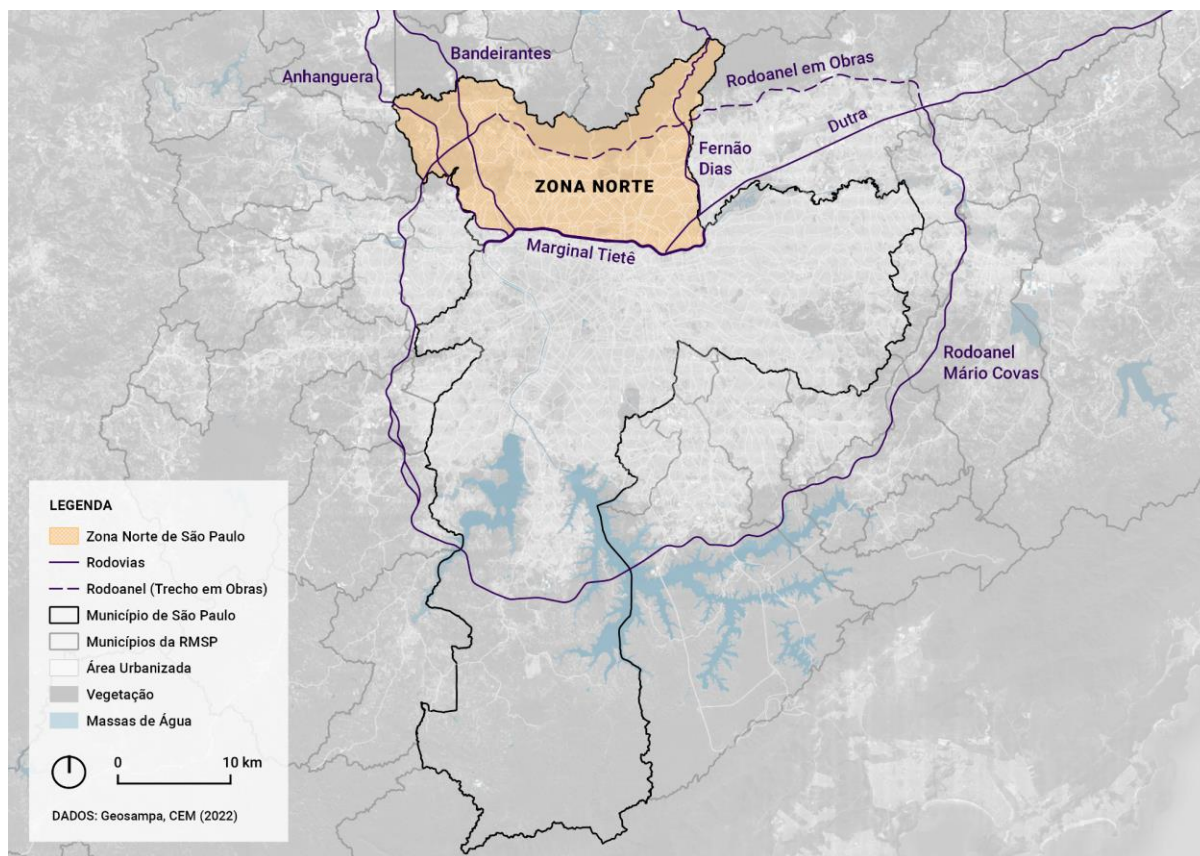 Bandeirantes
Anhanguera
Rodoanel em Obras
Dutra
Fernão
Dias
ZONA NORTE
Marginal Tietê
Rodoanel
Mário Covas
LEGENDA
Zona Norte de São Paulo
Rodovias
Rodoanel (Trecho em Obras)
Município de São Paulo
Municípios da RMSP
Área Urbanizada
Vegetação
Massas de Água
0 10 km
DADOS: Geosampa, CEM (2022)